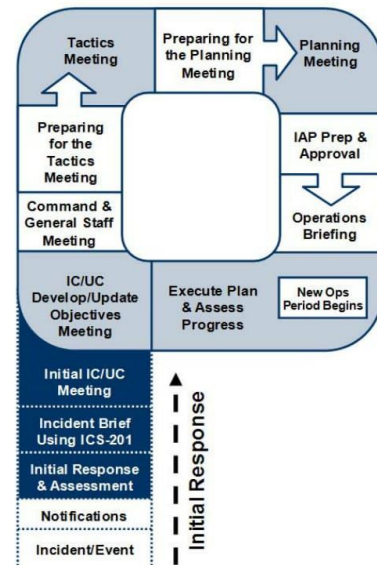 Tactics
Meeting
Preparing for
the Planning
Meeting
Planning
Meeting
Preparing
for the
Tactics
Meeting
IAP Prep &
Approval
Command &
General Staff
Meeting
Operations
Briefing
IC/UC
Develop/Update
Objectives
Meeting
Execute Plan
& Assess
Progress
New Ops
Period Begins
Initial IC/UC
Meeting
Incident Brief
Using ICS-201
Initial Response
& Assessment
Notifications
Incident/Event
Initial Response